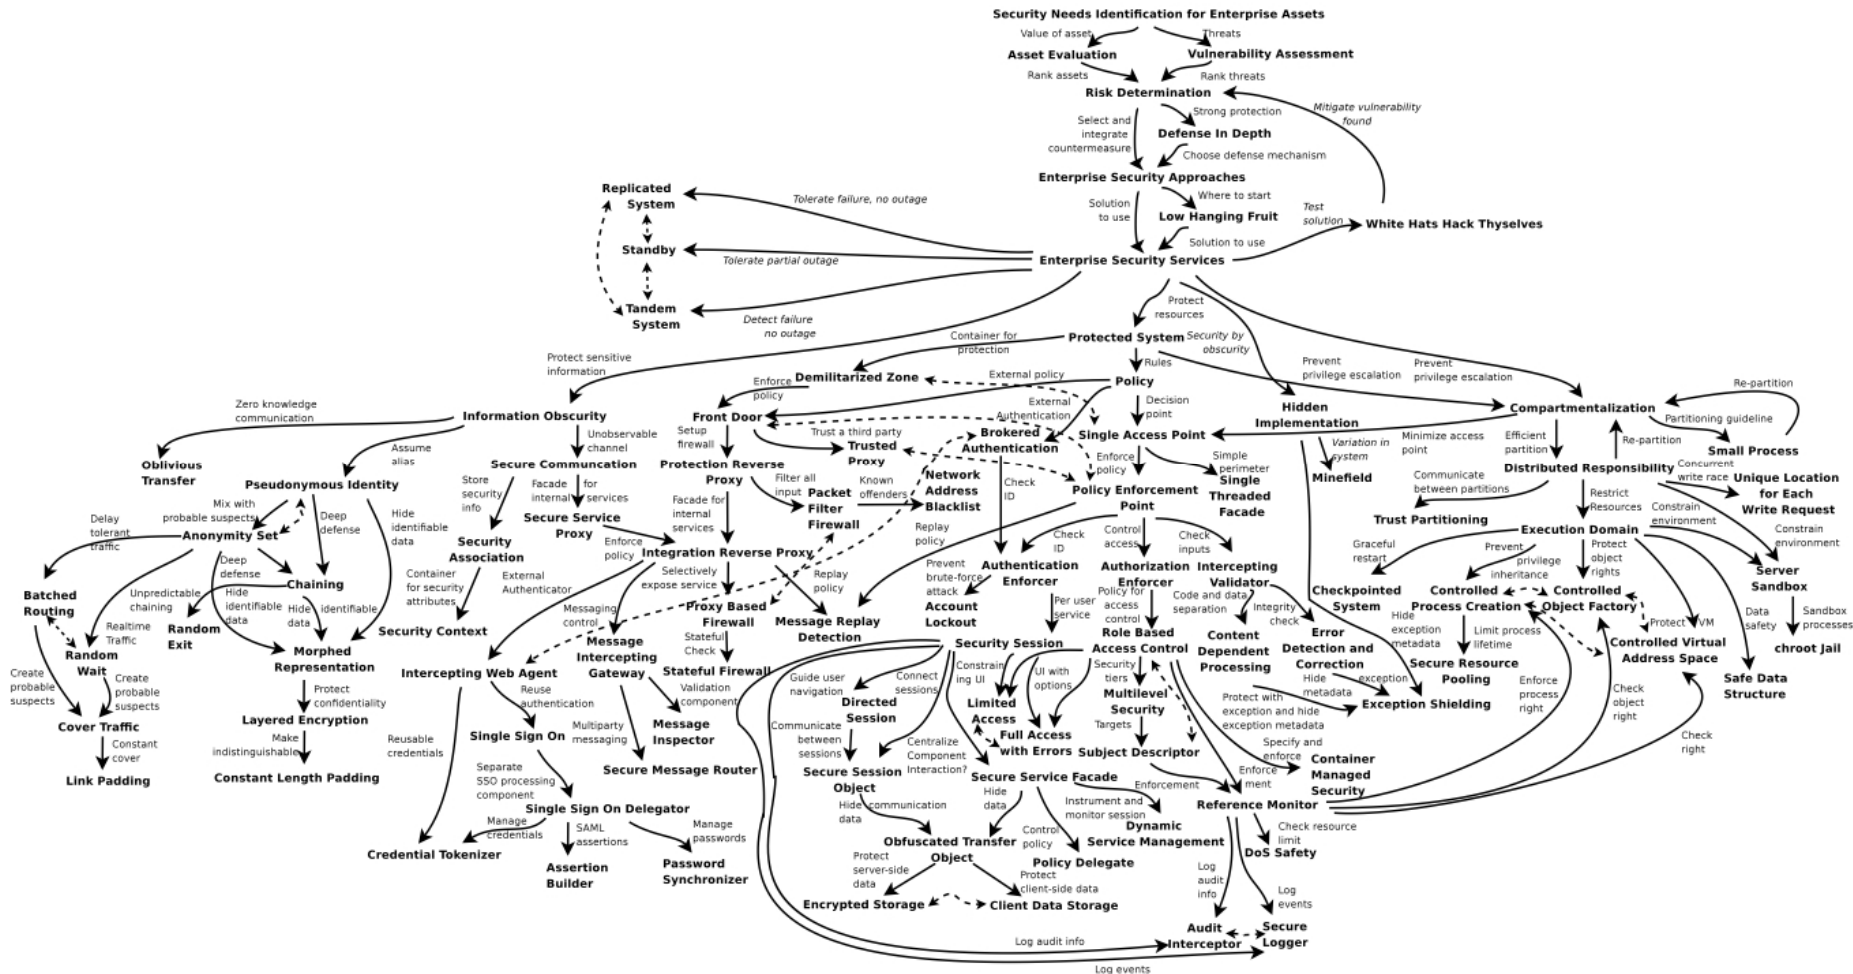 Security Needs Identification for Enterprise Assets
Value of asset
Threats
Asset Evaluation
Vulnerability Assessment
Rank assets
Rank threats
Risk Determination
Mitigate vulnerability
found
Strong protection
Select and
integrate
countermeasure
Defense In Depth
Choose defense mechanism
Enterprise Security Approaches
Where to start
Solution
to use
Low Hanging Fruit
Test
solution
White Hats Hack Thyselves
Solution to use
Enterprise Security Services
Replicated
System
Tolerate failure, no outage
Standby
Tolerate partial outage
Tandem
System
Detect failure
no outage
Protect
resources
Protected System
Security by
obscurity
Container for
protection
Protect sensitive
information
Rules
Prevent
privilege escalation
Prevent
privilege escalation
Demilitarized Zone
External policy
Policy
Enforce
policy
Re-partition
Zero knowledge
communication
Information Obscurity
Front Door
External
Authentication
Decision
point
Hidden
Implementation
Compartmentalization
Partitioning guideline
Small Process
Assume
alias
Unobservable
channel
Setup
firewall
Trust a third party
Trusted
Proxy
Brokered
Authentication
Single Access Point
Variation in
system
Minimize access
point
Efficient
partition
Re-partition
Oblivious
Transfer
Secure Communcation
Protection Reverse
Proxy
Enforce
policy
Simple
perimeter
Single
Threaded
Facade
Minefield
Distributed Responsibility
Concurrent
write race
Unique Location
for Each
Write Request
Pseudonymous Identity
Store
security
info
Facade
internal
for
services
Filter all
input
Packet
Filter
Firewall
Known
offenders
Network
Address
Blacklist
Check
ID
Policy Enforcement
Point
Communicate
between partitions
Restrict
Resources
Trust Partitioning
Constrain
environment
Mix with
probable suspects
Deep
defense
Hide
identifiable
data
Secure Service
Proxy
Facade for
internal
services
Replay
policy
Delay
tolerant
traffic
Anonymity Set
Security
Association
Enforce
policy
Integration Reverse Proxy
Check
ID
Control
access
Check
inputs
Execution Domain
Constrain
environment
Graceful
restart
Prevent
privilege
inheritance
Protect
object
rights
Deep
defense
Chaining
Container
for security
attributes
External
Authenticator
Selectively
expose service
Replay
policy
Prevent
brute-force
attack
Authentication
Enforcer
Authorization
Enforcer
Intercepting
Validator
Checkpointed
System
Controlled
Process Creation
Controlled
Object Factory
Server
Sandbox
Batched
Routing
Unpredictable
chaining
Hide
identifiable
data
Hide
data
identifiable
Messaging
control
Proxy Based
Firewall
Account
Lockout
Per user
service
Policy for
access
control
Code and data
separation
Integrity
check
Data
safety
Sandbox
processes
Realtime
Traffic
Random
Exit
Security Context
Message Replay
Detection
Role Based
Access Control
Content
Dependent
Processing
Error
Detection and
Correction
Hide
exception
metadata
Limit process
lifetime
Protect VM
Controlled Virtual
Address Space
chroot Jail
Random
Wait
Morphed
Representation
Message
Intercepting
Gateway
Stateful
Check
Stateful Firewall
Security Session
Constrain
ing UI
UI with
options
Security
tiers
Secure Resource
Pooling
Intercepting Web Agent
Guide user
navigation
Connect
sessions
Hide
metadata
exception
Enforce
process
right
Check
object
right
Safe Data
Structure
Create
probable
suspects
Create
probable
suspects
Protect
confidentiality
Reuse
authentication
Validation
component
Directed
Session
Limited
Access
Multilevel
Security
Protect with
exception and hide
exception metadata
Exception Shielding
Cover Traffic
Layered Encryption
Single Sign On
Multiparty
messaging
Message
Inspector
Communicate
between
sessions
Full Access
with Errors
Targets
Subject Descriptor
Constant
cover
Make
indistinguishable
Reusable
credentials
Centralize
Component
Interaction?
Specify and
enforce
Check
right
Link Padding
Constant Length Padding
Separate
SSO processing
component
Secure Message Router
Secure Session
Object
Secure Service Facade
Enforcement
Enforce
ment
Container
Managed
Security
Single Sign On Delegator
Hide
data
communication
Hide
data
Instrument and
monitor session
Reference Monitor
Manage
credentials
SAML
assertions
Manage
passwords
Control
policy
Dynamic
Service Management
Check resource
limit
DoS Safety
Credential Tokenizer
Assertion
Builder
Password
Synchronizer
Obfuscated Transfer
Object
Policy Delegate
Protect
server-side
data
Protect
client-side data
Log
audit
info
Log
events
Encrypted Storage
Client Data Storage
Audit
Interceptor
Secure
Logger
Log audit info
Log events